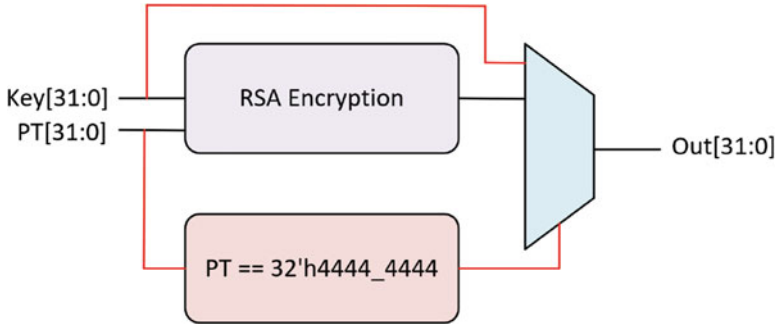 RSA Encryption
Key[31:0]
PT[31:0]
Out[31:0]
PT == 32'h4444_4444